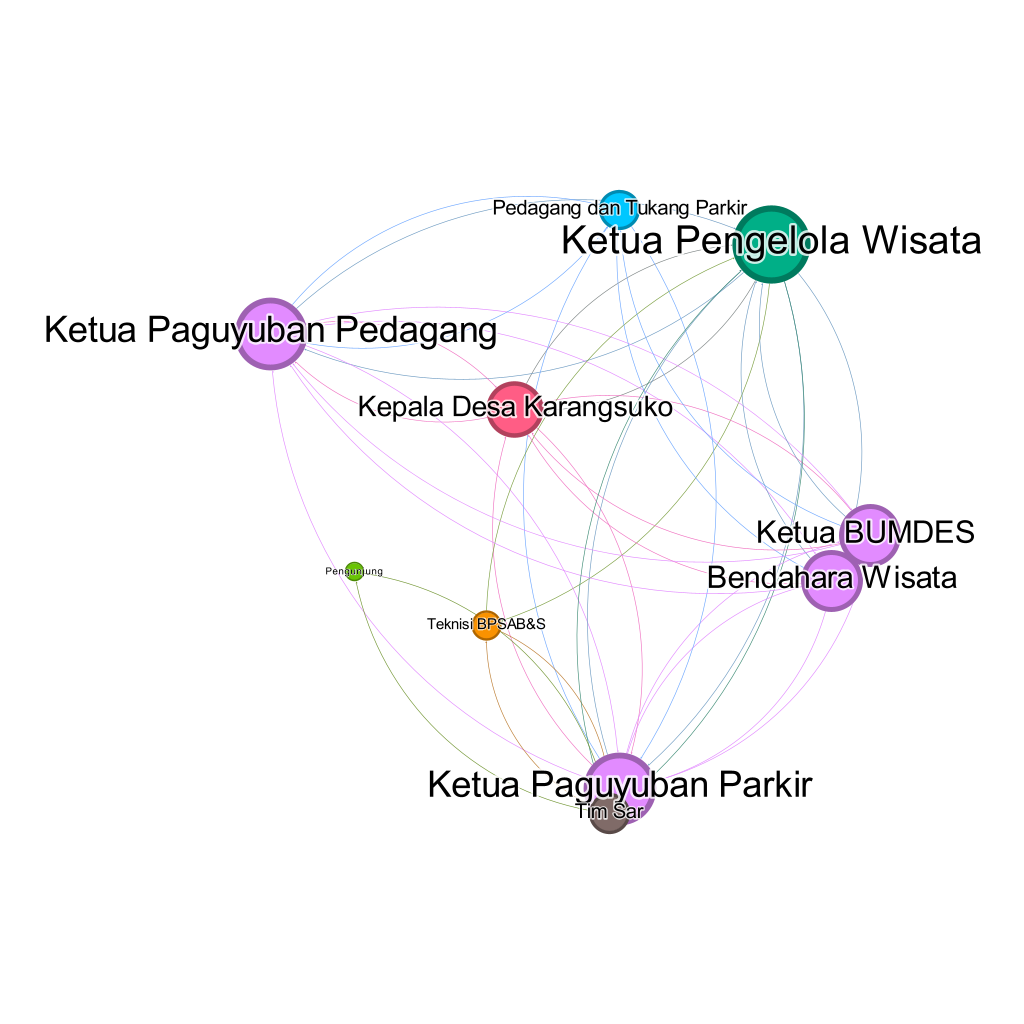 Pedagang dan Tukang Parkir
Ketua Pengelola Wisata
Ketua Paguyuban Pedagang
Kepala Desa Karangsuko
Ketua BUMDES
Bendahara Wisata
Pengunjung
Teknisi BPSAB&S
Ketua Paguyuban Parkir
Tim Sar